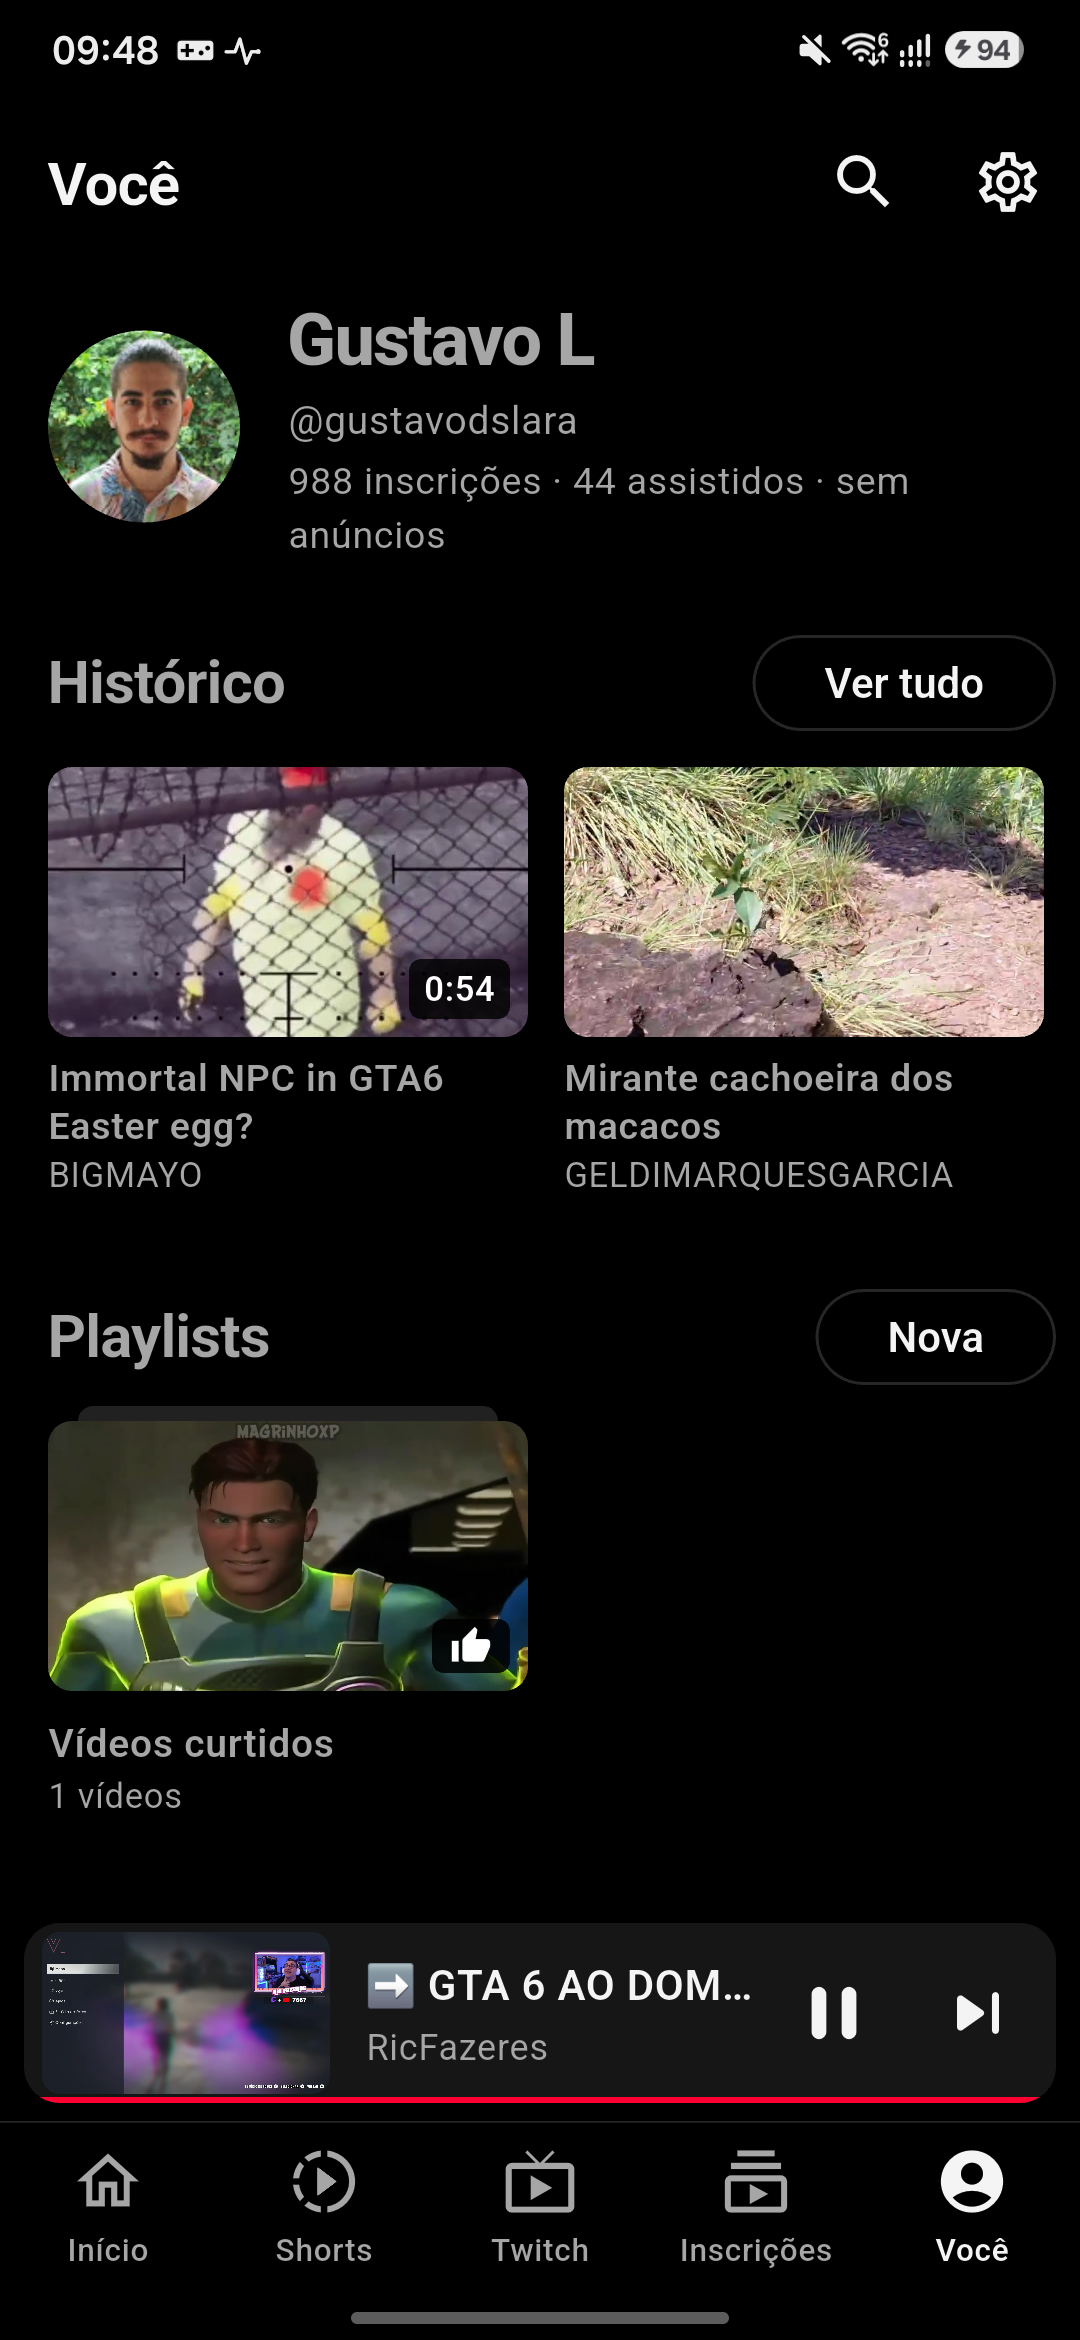 09:48
6
94
Você
Gustavo L
@gustavodslara
988 inscrições · 44 assistidos · sem
anúncios
Histórico
Ver tudo
0:54
Immortal NPC in GTA6
Easter egg?
BIGMAYO
Mirante cachoeira dos
macacos
GELDIMARQUESGARCIA
Playlists
Nova
MAGRiNHOXP
Vídeos curtidos
1 vídeos
➡️ GTA 6 AO DOM...
RicFazeres
Início
Shorts
Twitch
Inscrições
Você